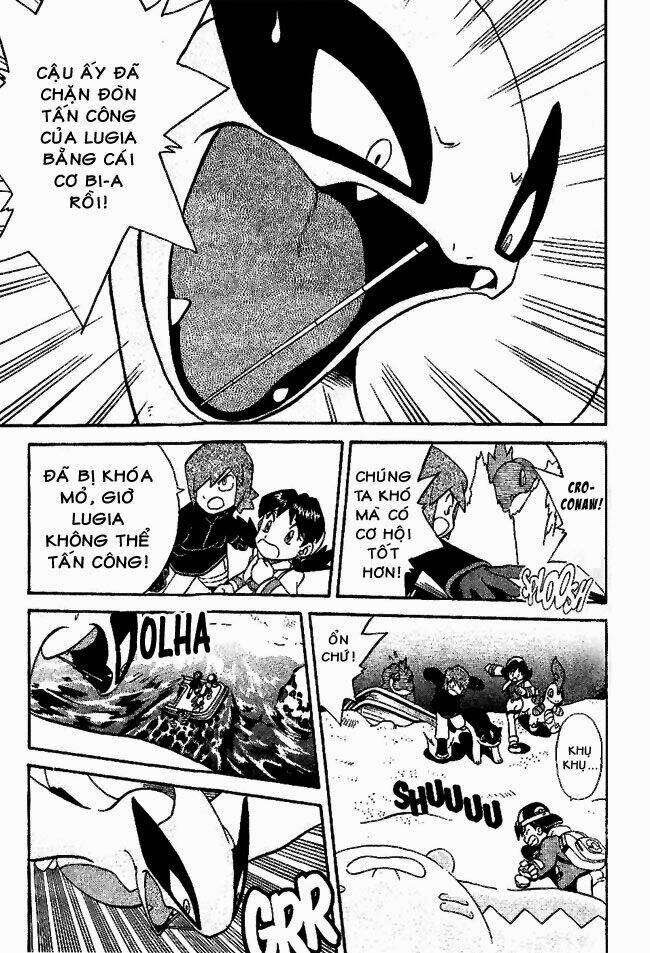 CẬU ẤY ĐÃ
CHẶN ĐÒN
TẤN CÔNG
CỦA LUGIA
BẰNG CÁI
CƠ BI-A
RỒI!
ĐÃ BỊ KHÓA
MỎ, GIỜ
LUGIA
KHÔNG THỂ
TẤN CÔNG!
CHÚNG
TA KHÓ
MÀ CÓ
CƠ HỘI
TỐT
HƠN!
CRO-
CONAW!
SPLOOSH
OLHA
ỔN
CHỨ!
KHỤ
KHỤ...
SHUUUU
GRR